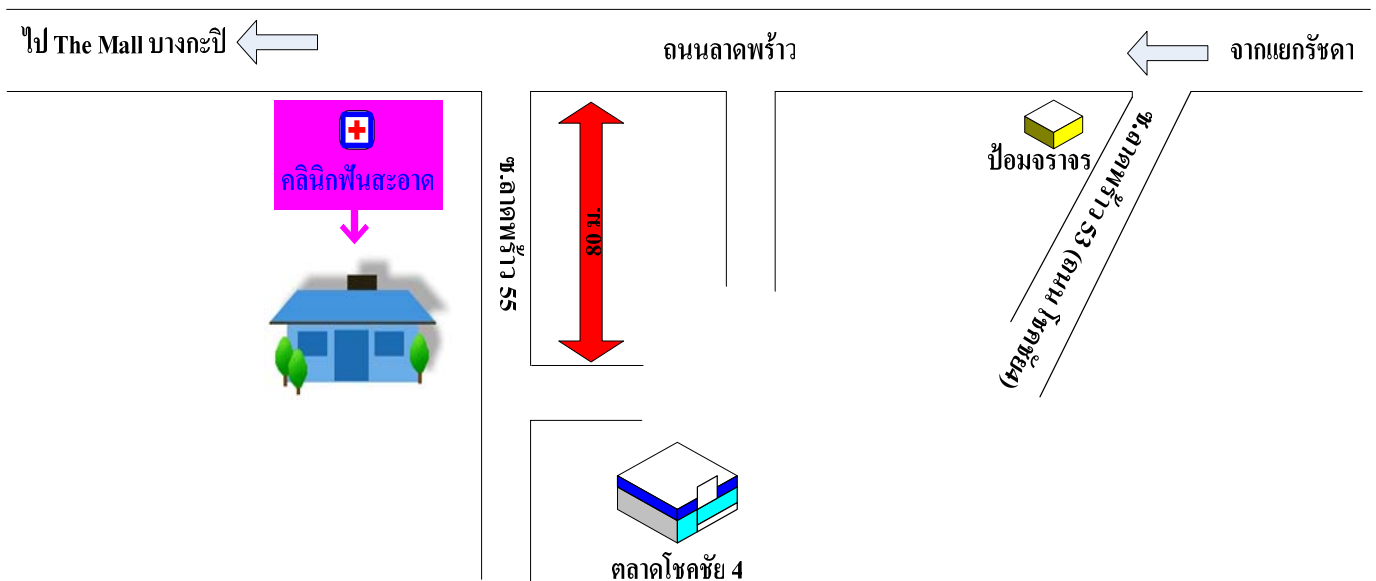 ไป The Mall บางกะปิ
ถนนลาดพร้าว
จากแยกรัชดา
คลินิกฟันสะอาด
ซ.ลาดพร้าว 55
80 ม.
ป้อมจราจร
ซ.ลาดพร้าว 53 (ถนน โชคชัย4)
ตลาดโชคชัย 4